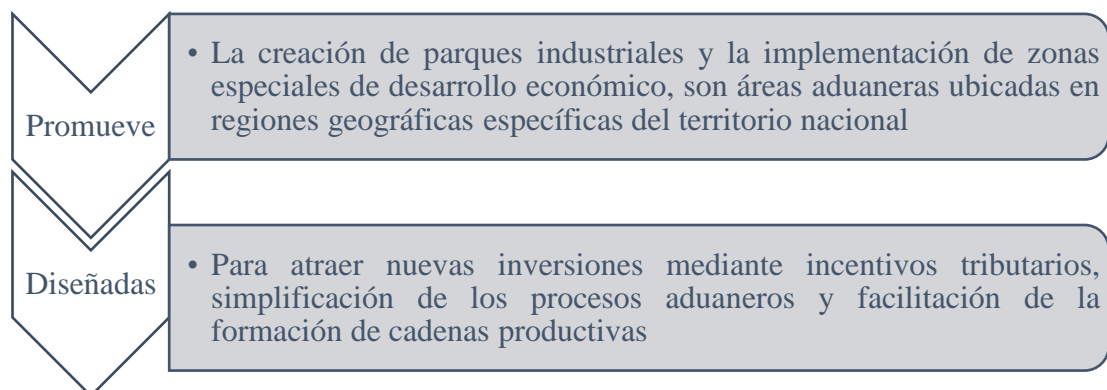 Promueve
• La creación de parques industriales y la implementación de zonas
especiales de desarrollo económico, son áreas aduaneras ubicadas en
regiones geográficas específicas del territorio nacional
Diseñadas
• Para atraer nuevas inversiones mediante incentivos tributarios,
simplificación de los procesos aduaneros y facilitación de la
formación de cadenas productivas